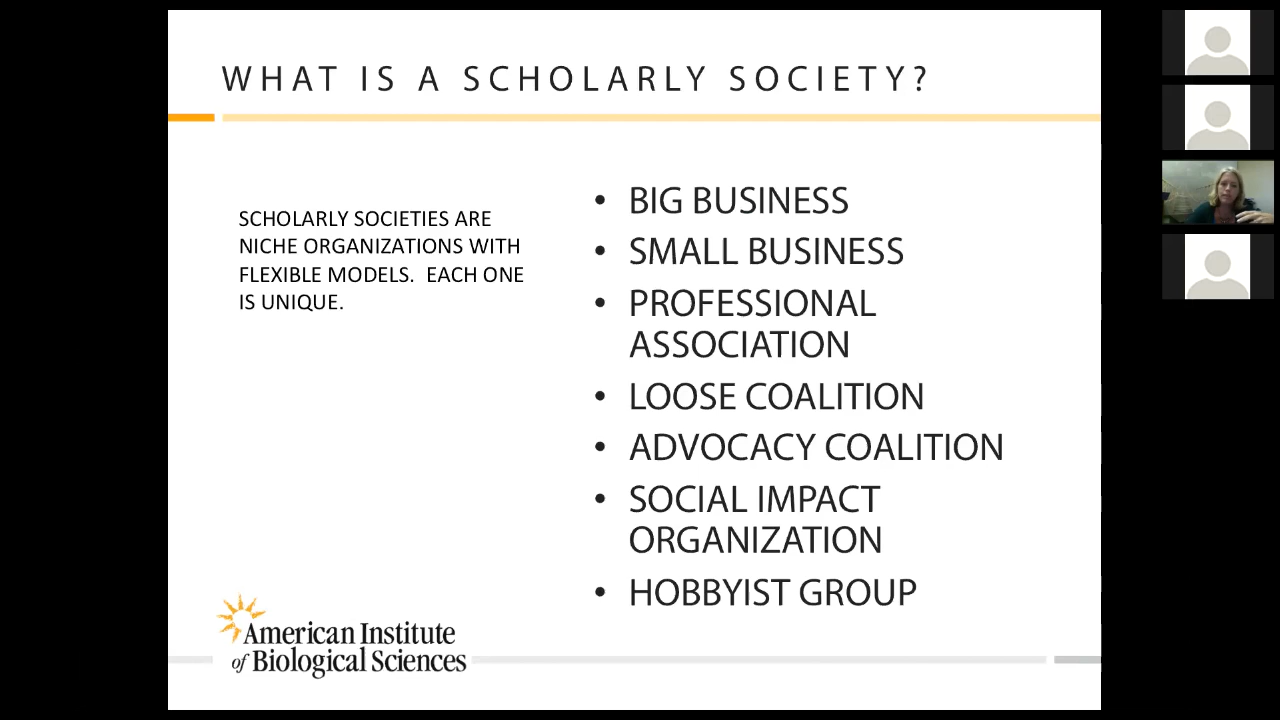 WHAT IS A SCHOLARLY SOCIETY?
SCHOLARLY SOCIETIES ARE
NICHE ORGANIZATIONS WITH
FLEXIBLE MODELS.  EACH ONE
IS UNIQUE.
• BIG BUSINESS
• SMALL BUSINESS
• PROFESSIONAL
ASSOCIATION
• LOOSE COALITION
• ADVOCACY COALITION
• SOCIAL IMPACT
ORGANIZATION
• HOBBYIST GROUP
American Institute
of Biological Sciences